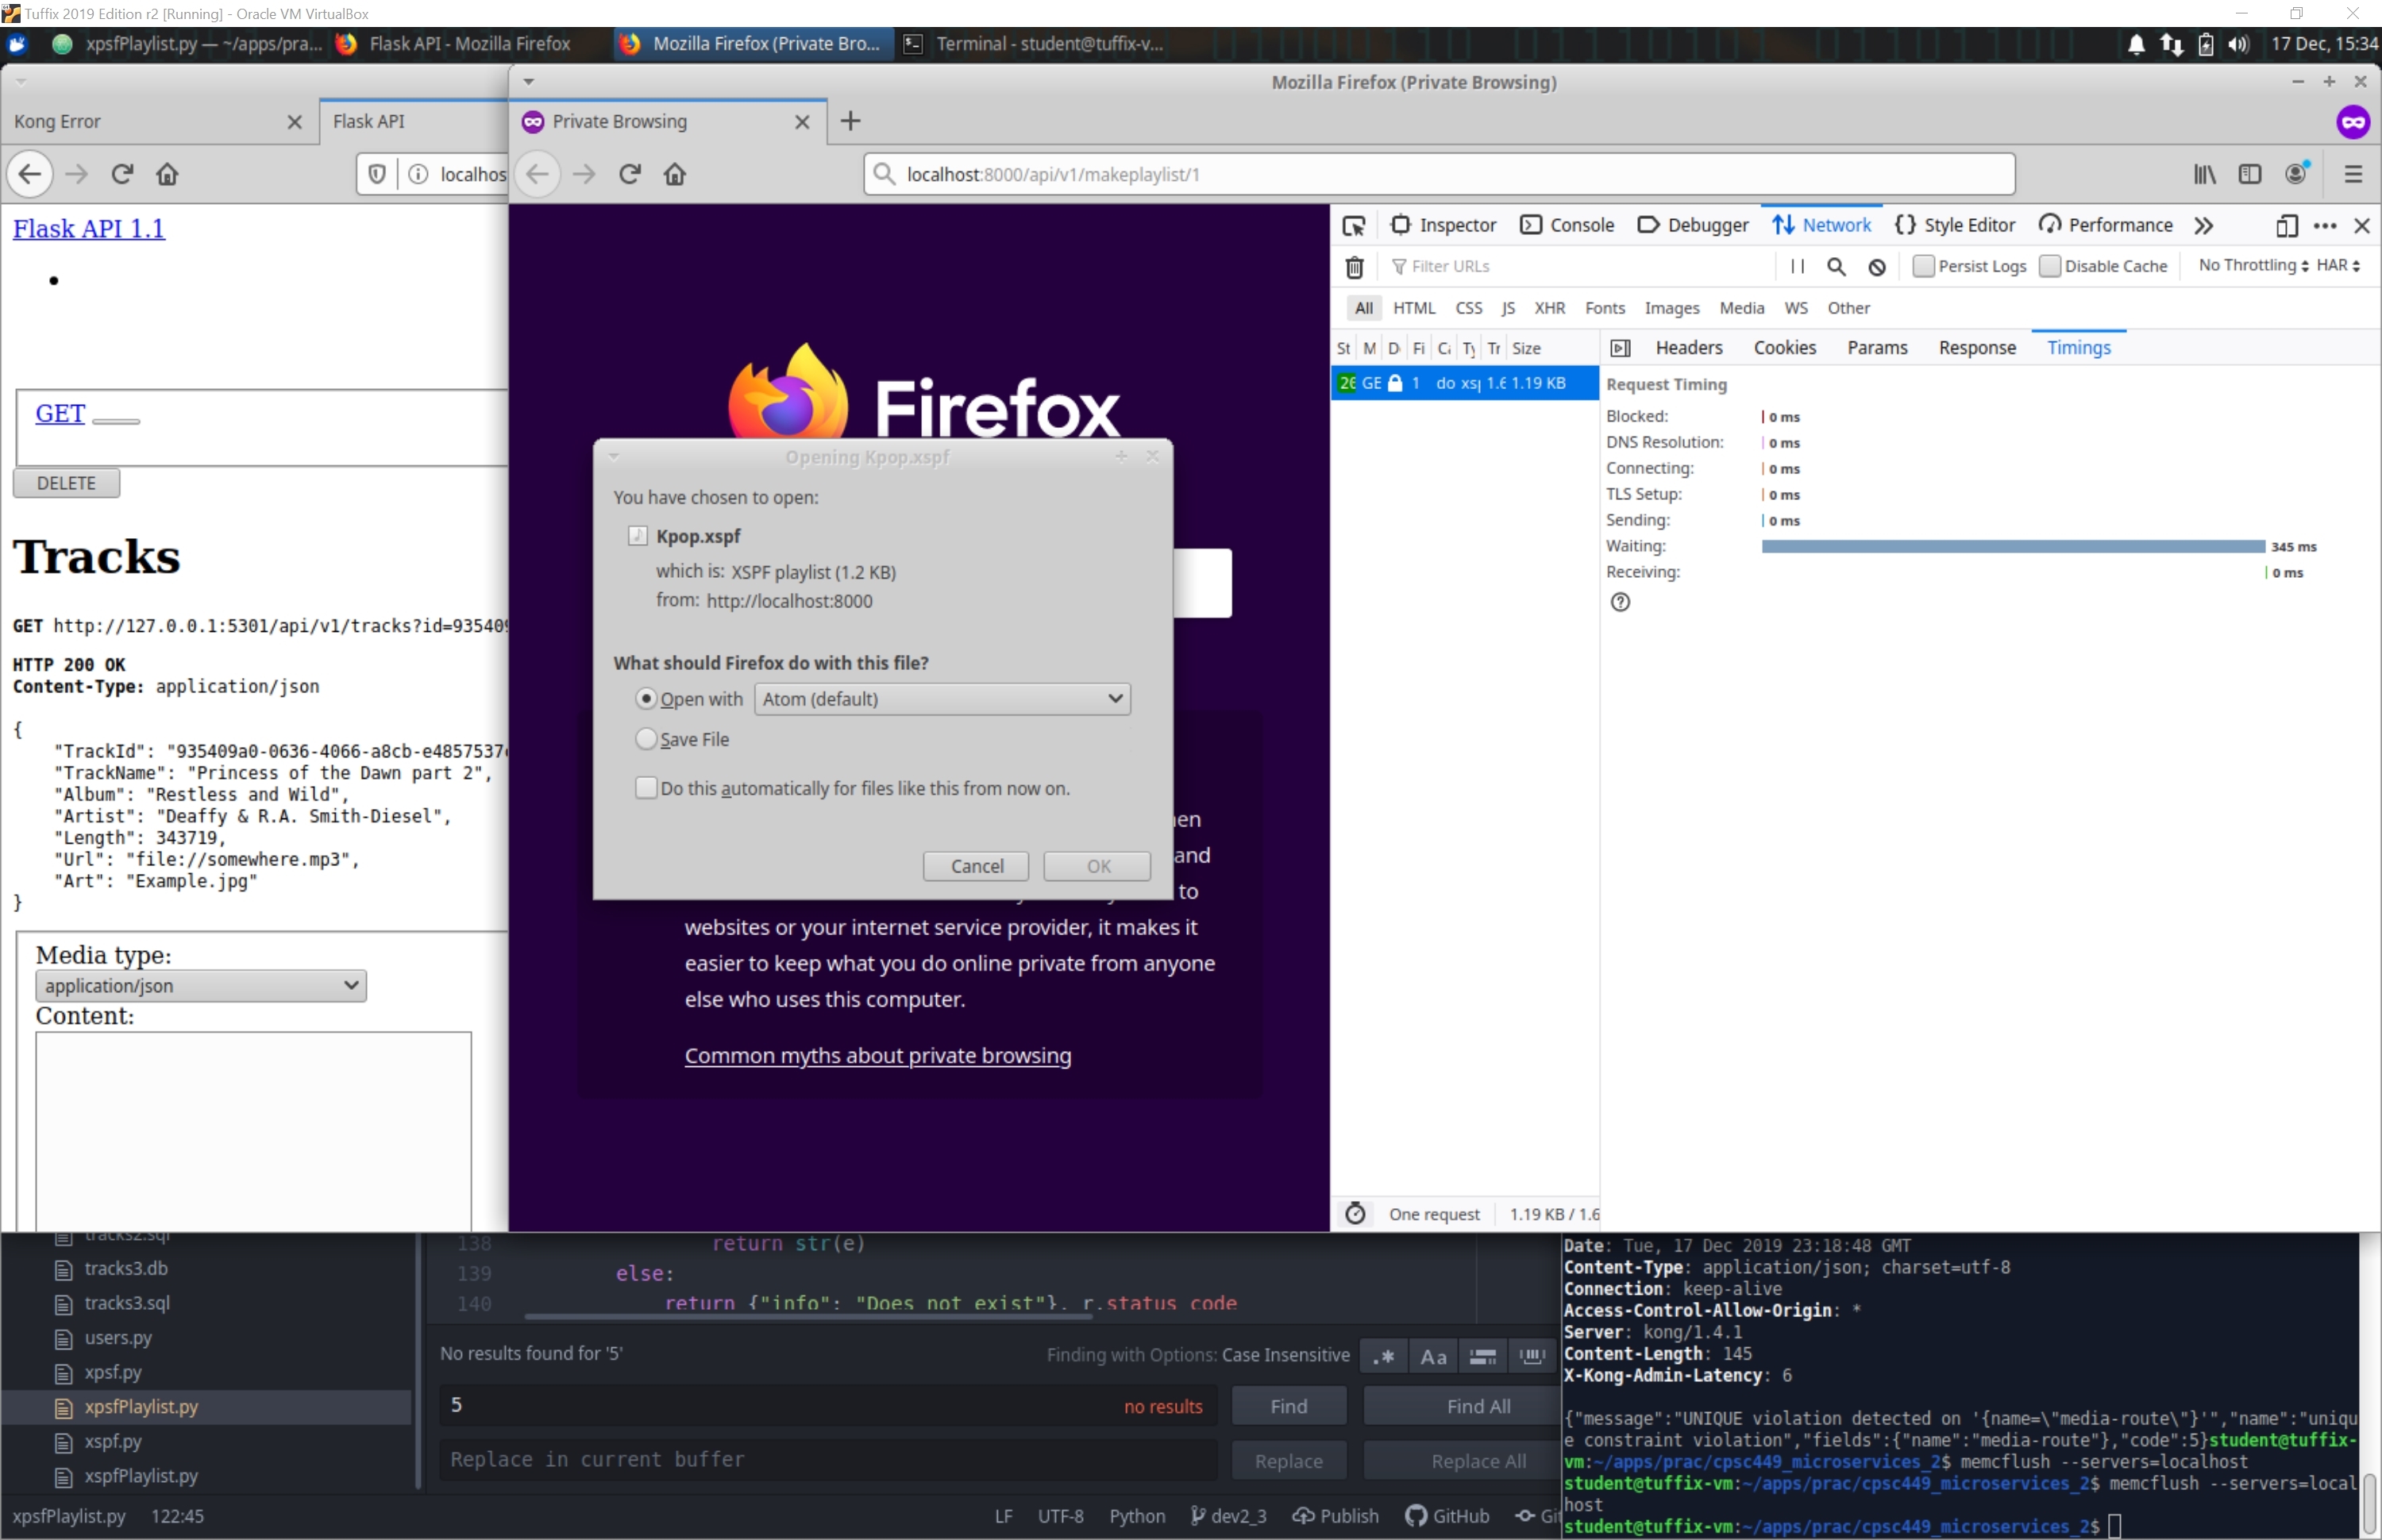 Tuffix 2019 Edition r2 [Running] - Oracle VM VirtualBox
xpsfPlaylist.py — ~/apps/pra... Flask API - Mozilla Firefox Mozilla Firefox (Private Bro... Terminal - student@tuffix-v... 17 Dec, 15:34
Mozilla Firefox (Private Browsing)
Kong Error Flask API
Private Browsing
localhos
localhost:8000/api/v1/makeplaylist/1
Flask API 1.1
GET
DELETE
Tracks
GET http://127.0.0.1:5301/api/v1/tracks?id=935409
HTTP 200 OK
Content-Type: application/json
{
"TrackId": "935409a0-0636-4066-a8cb-e4857537
"TrackName": "Princess of the Dawn part 2",
"Album": "Restless and Wild",
"Artist": "Deaffy & R.A. Smith-Diesel",
"Length": 343719,
"Url": "file://somewhere.mp3",
"Art": "Example.jpg"
}
Media type:
application/json
Content:
Firefox
Opening Kpop.xspf
You have chosen to open:
Kpop.xspf
which is: XSPF playlist (1.2 KB)
from: http://localhost:8000
What should Firefox do with this file?
Open with Atom (default)
Save File
Do this automatically for files like this from now on.
Cancel OK
en
and
to
websites or your internet service provider, it makes it
easier to keep what you do online private from anyone
else who uses this computer.
Common myths about private browsing
Inspector Console Debugger Network Style Editor Performance
Filter URLs Persist Logs Disable Cache No Throttling HAR
All HTML CSS JS XHR Fonts Images Media WS Other
St M D Fi Ca Ty Tr Size
Headers Cookies Params Response Timings
GE 1 do xsp 1.6 1.19 KB
Request Timing
Blocked: 0 ms
DNS Resolution: 0 ms
Connecting: 0 ms
TLS Setup: 0 ms
Sending: 0 ms
Waiting: 345 ms
Receiving: 0 ms
One request 1.19 KB / 1.6
tracks2.sql
tracks3.db
tracks3.sql
users.py
xpsf.py
xpsfPlaylist.py
xspf.py
xspfPlaylist.py
138 return str(e)
139 else:
140 return {"info": "Does not exist"}, r.status_code
No results found for '5' Finding with Options: Case Insensitive
.* Aa
5 no results Find Find All
Replace in current buffer Replace Replace All
xpsfPlaylist.py 122:45 LF UTF-8 Python dev2_3 Publish GitHub Git
Date: Tue, 17 Dec 2019 23:18:48 GMT
Content-Type: application/json; charset=utf-8
Connection: keep-alive
Access-Control-Allow-Origin: *
Server: kong/1.4.1
Content-Length: 145
X-Kong-Admin-Latency: 6
{"message":"UNIQUE violation detected on '{name=\"media-route\"}'","name":"uniqu
e constraint violation","fields":{"name":"media-route"},"code":5}student@tuffix-
vm:~/apps/prac/cpsc449_microservices_2$ memcflush --servers=localhost
student@tuffix-vm:~/apps/prac/cpsc449_microservices_2$ memcflush --servers=local
host
student@tuffix-vm:~/apps/prac/cpsc449_microservices_2$